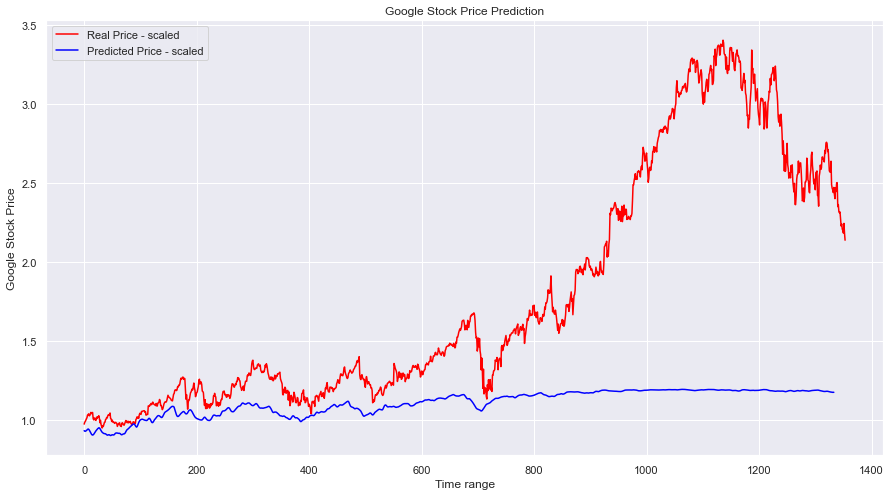 Google Stock Price Prediction
Real Price - scaled
Predicted Price - scaled
Google Stock Price
3.5
3.0
2.5
2.0
1.5
1.0
0
200
400
600
800
1000
1200
1400
Time range